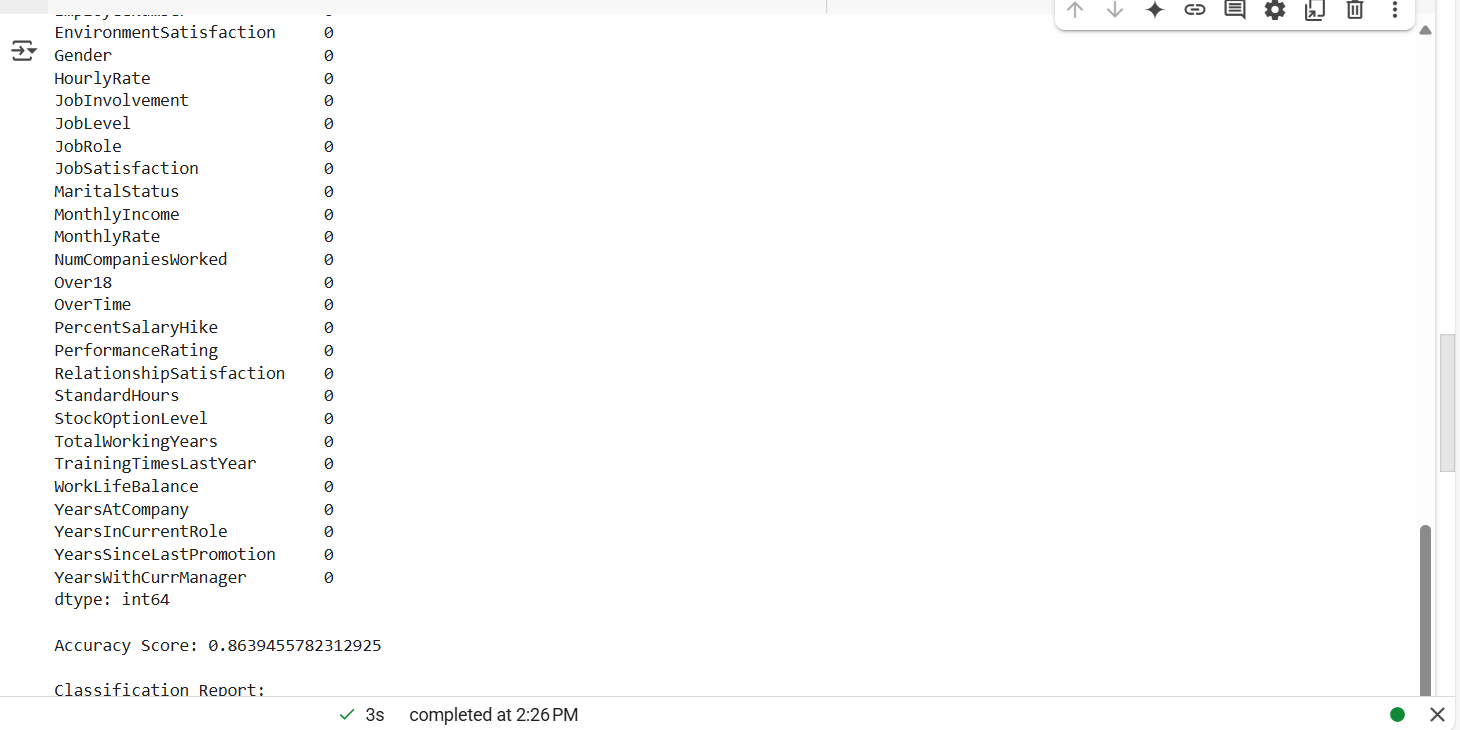 EnvironmentSatisfaction 0
Gender 0
HourlyRate 0
JobInvolvement 0
JobLevel 0
JobRole 0
JobSatisfaction 0
MaritalStatus 0
MonthlyIncome 0
MonthlyRate 0
NumCompaniesWorked 0
Over18 0
OverTime 0
PercentSalaryHike 0
PerformanceRating 0
RelationshipSatisfaction 0
StandardHours 0
StockOptionLevel 0
TotalWorkingYears 0
TrainingTimesLastYear 0
WorkLifeBalance 0
YearsAtCompany 0
YearsInCurrentRole 0
YearsSinceLastPromotion 0
YearsWithCurrManager 0
dtype: int64
Accuracy Score: 0.8639455782312925
Classification Report:
3s completed at 2:26 PM